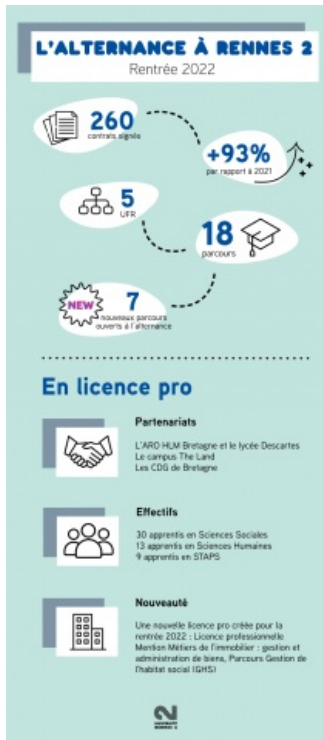 L'ALTERNANCE À RENNES 2
Rentrée 2022
260
contrats signés
+93%
par rapport à 2021
5
UFR
18
parcours
NEW
7
nouveaux parcours
ouverts à l'alternance
En licence pro
Partenariats
L'ARO HLM Bretagne et le lycée Descartes
Le campus The Land
Les CDG de Bretagne
Effectifs
30 apprentis en Sciences Sociales
13 apprentis en Sciences Humaines
9 apprentis en STAPS
Nouveauté
Une nouvelle licence pro créée pour la
rentrée 2022 : Licence professionnelle
Mention Métiers de l'immobilier : gestion et
administration de biens, Parcours Gestion de
l'habitat social (GHS)
UNIVERSITÉ
RENNES 2